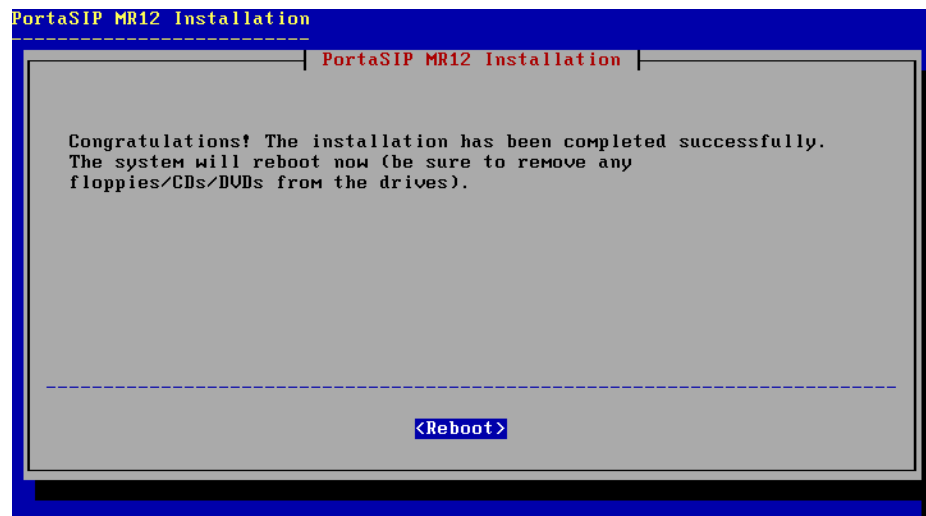 PortaSIP MR12 Installation
PortaSIP MR12 Installation
Congratulations! The installation has been completed successfully.
The system will reboot now (be sure to remove any
floppies/CDs/DVDs from the drives).
<Reboot>